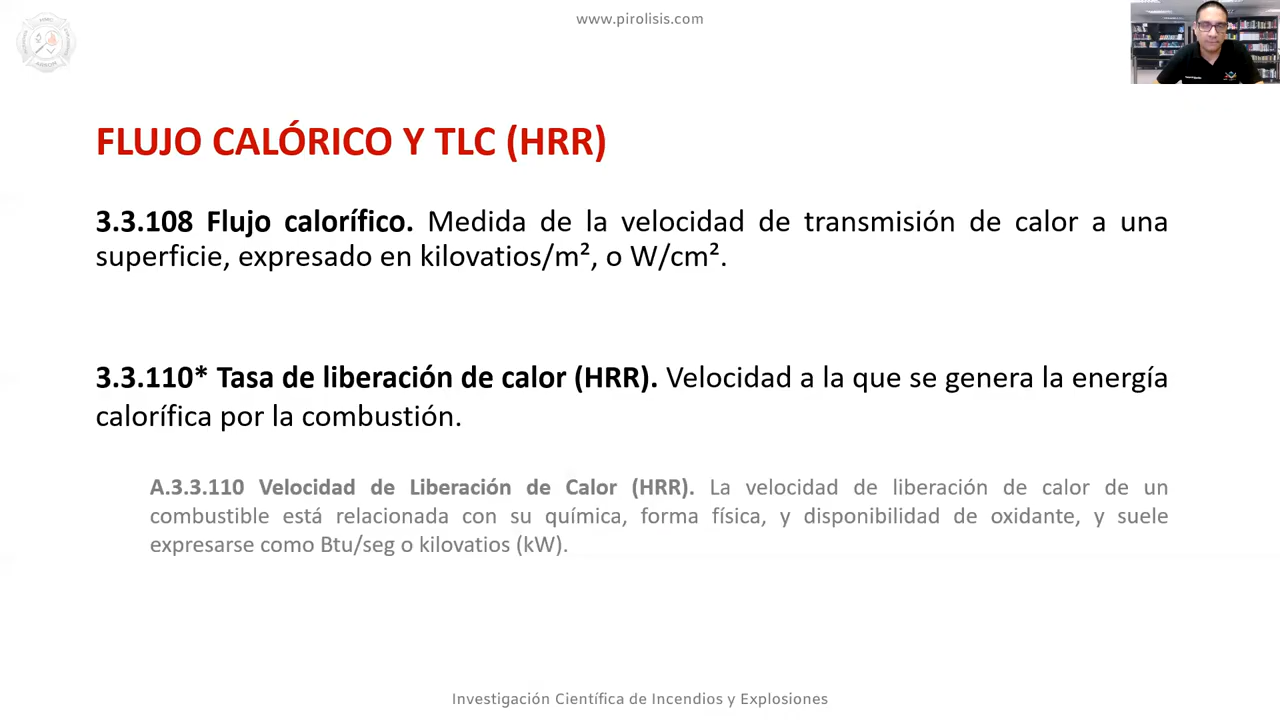 www.pirolisis.com
FLUJO CALÓRICO Y TLC (HRR)
3.3.108 Flujo calorífico. Medida de la velocidad de transmisión de calor a una
superficie, expresado en kilovatios/m², o W/cm².
3.3.110* Tasa de liberación de calor (HRR). Velocidad a la que se genera la energía
calorífica por la combustión.
A.3.3.110 Velocidad de Liberación de Calor (HRR). La velocidad de liberación de calor de un
combustible está relacionada con su química, forma física, y disponibilidad de oxidante, y suele
expresarse como Btu/seg o kilovatios (kW).
Investigación Científica de Incendios y Explosiones